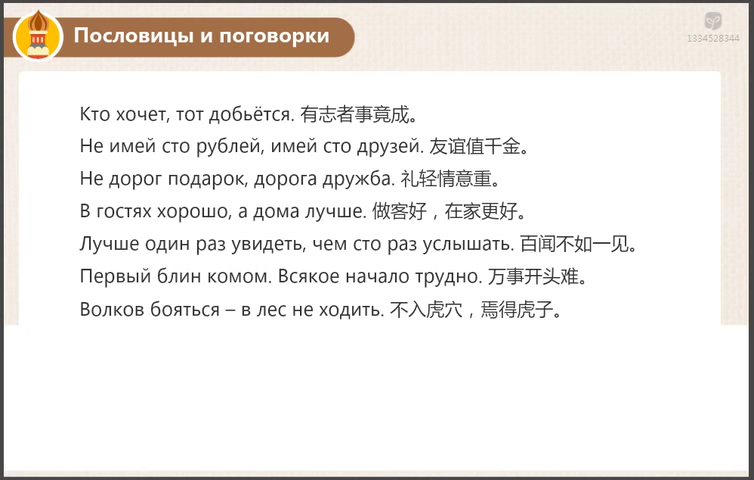 Пословицы и поговорки
1334528344
Кто хочет, тот добьётся. 有志者事竟成。
Не имей сто рублей, имей сто друзей. 友谊值千金。
Не дорог подарок, дорога дружба. 礼轻情意重。
В гостях хорошо, а дома лучше. 做客好，在家更好。
Лучше один раз увидеть, чем сто раз услышать. 百闻不如一见。
Первый блин комом. Всякое начало трудно. 万事开头难。
Волков бояться – в лес не ходить. 不入虎穴，焉得虎子。